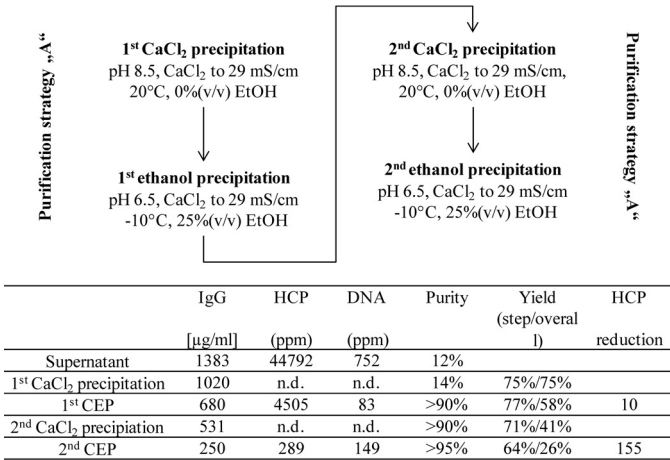 Purification strategy „A“
1st CaCl2 precipitation
pH 8.5, CaCl2 to 29 mS/cm
20°C, 0%(v/v) EtOH
1st ethanol precipitation
pH 6.5, CaCl2 to 29 mS/cm
-10°C, 25%(v/v) EtOH
2nd CaCl2 precipitation
pH 8.5, CaCl2 to 29 mS/cm,
20°C, 0%(v/v) EtOH
2nd ethanol precipitation
pH 6.5, CaCl2 to 29 mS/cm
-10°C, 25%(v/v) EtOH
Purification strategy „A“
IgG HCP DNA Purity Yield HCP
(step/overal
[µg/ml] (ppm) (ppm) l) reduction
Supernatant 1383 44792 752 12%
1st CaCl2 precipitation 1020 n.d. n.d. 14% 75%/75%
1st CEP 680 4505 83 >90% 77%/58% 10
2nd CaCl2 precipiation 531 n.d. n.d. >90% 71%/41%
2nd CEP 250 289 149 >95% 64%/26% 155